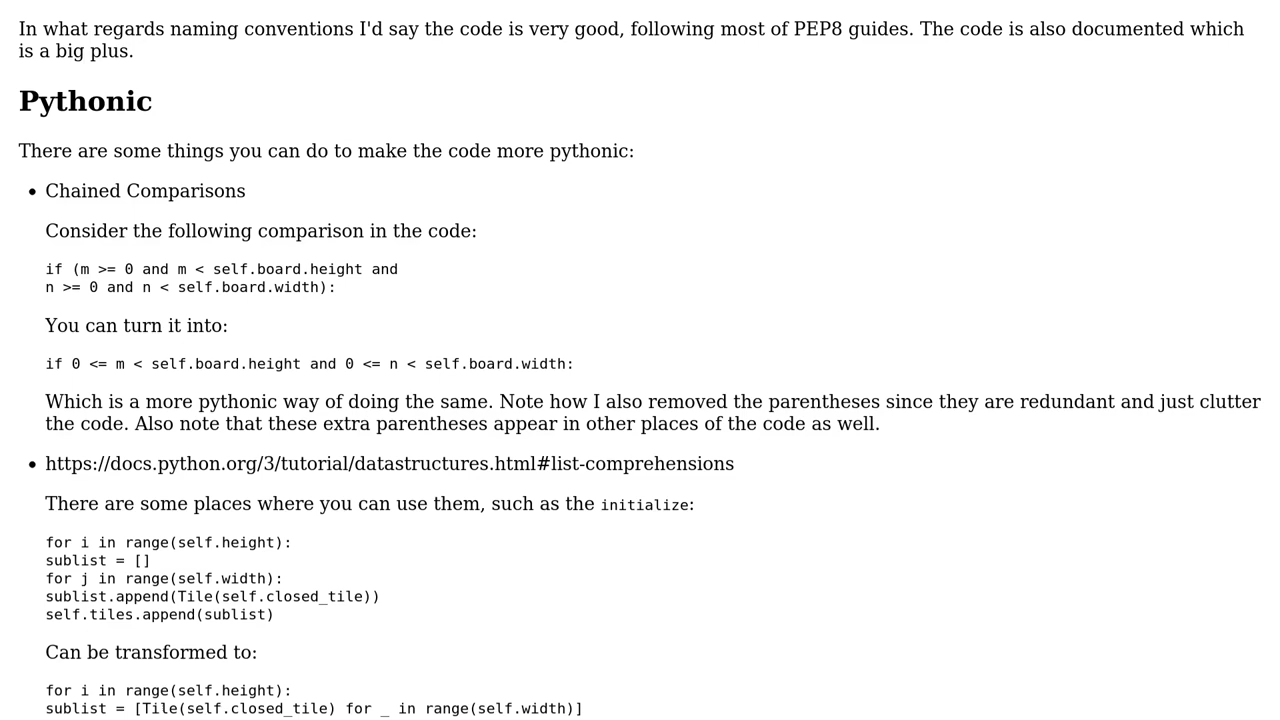 In what regards naming conventions I'd say the code is very good, following most of PEP8 guides. The code is also documented which
is a big plus.
Pythonic
There are some things you can do to make the code more pythonic:
• Chained Comparisons
Consider the following comparison in the code:
if (m >= 0 and m < self.board.height and
n >= 0 and n < self.board.width):
You can turn it into:
if 0 <= m < self.board.height and 0 <= n < self.board.width:
Which is a more pythonic way of doing the same. Note how I also removed the parentheses since they are redundant and just clutter
the code. Also note that these extra parentheses appear in other places of the code as well.
• https://docs.python.org/3/tutorial/datastructures.html#list-comprehensions
There are some places where you can use them, such as the initialize:
for i in range(self.height):
sublist = []
for j in range(self.width):
sublist.append(Tile(self.closed_tile))
self.tiles.append(sublist)
Can be transformed to:
for i in range(self.height):
sublist = [Tile(self.closed_tile) for _ in range(self.width)]